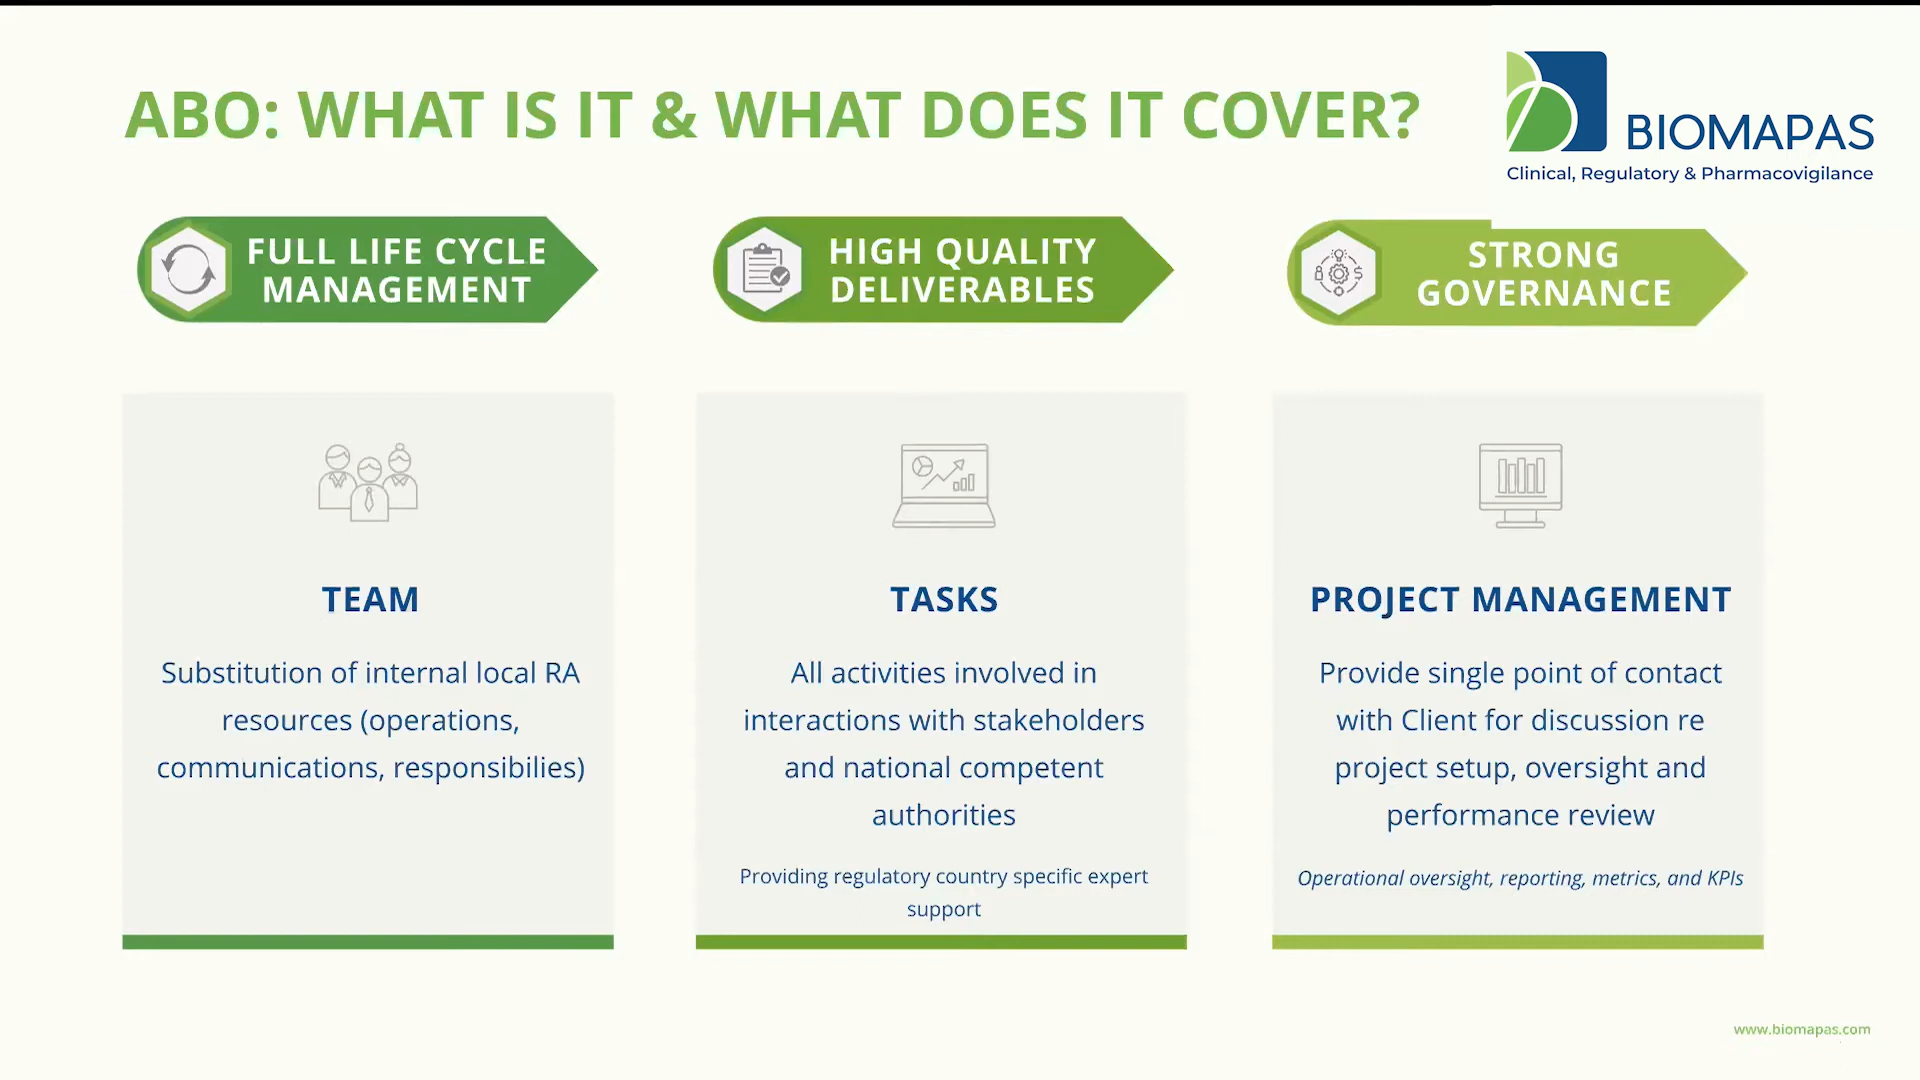 ABO: WHAT IS IT & WHAT DOES IT COVER?
BIOMAPAS
Clinical, Regulatory & Pharmacovigilance
FULL LIFE CYCLE
MANAGEMENT
HIGH QUALITY
DELIVERABLES
STRONG
GOVERNANCE
TEAM
Substitution of internal local RA
resources (operations,
communications, responsibilies)
TASKS
All activities involved in
interactions with stakeholders
and national competent
authorities
Providing regulatory country specific expert
support
PROJECT MANAGEMENT
Provide single point of contact
with Client for discussion re
project setup, oversight and
performance review
Operational oversight, reporting, metrics, and KPIs
www.biomapas.com